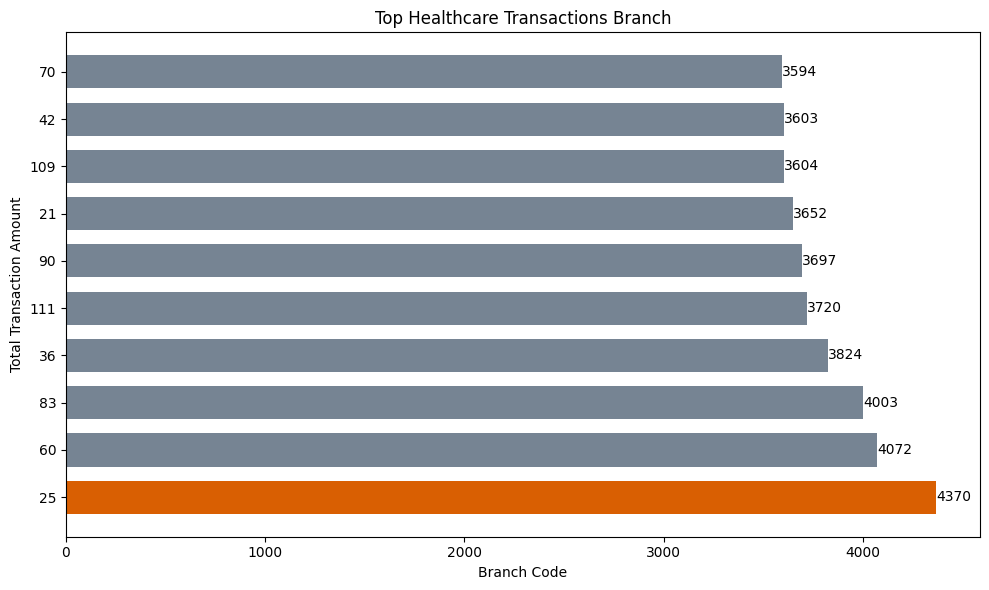 Top Healthcare Transactions Branch
Total Transaction Amount
70 3594
42 3603
109 3604
21 3652
90 3697
111 3720
36 3824
83 4003
60 4072
25 4370
0 1000 2000 3000 4000
Branch Code